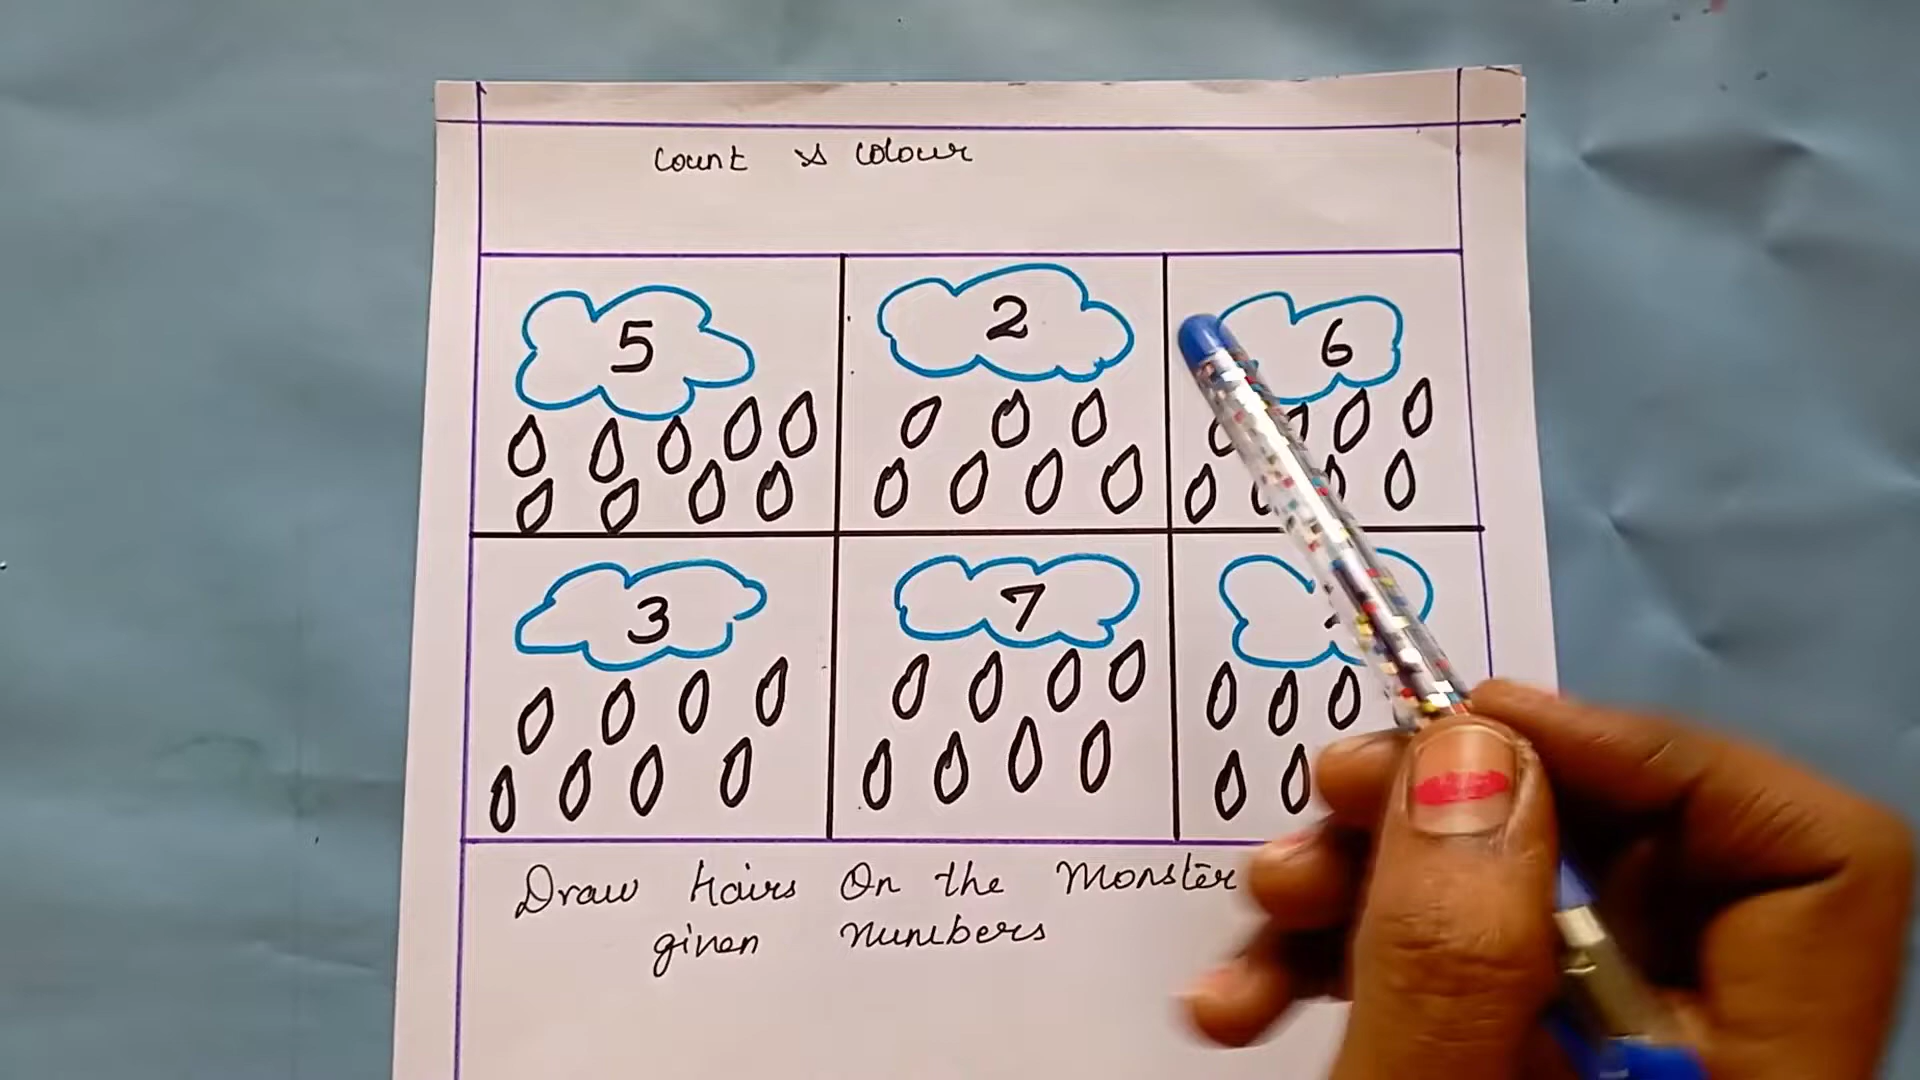 Count & Colour
5 2 6
3 7
Draw hairs On the Monster
given numbers